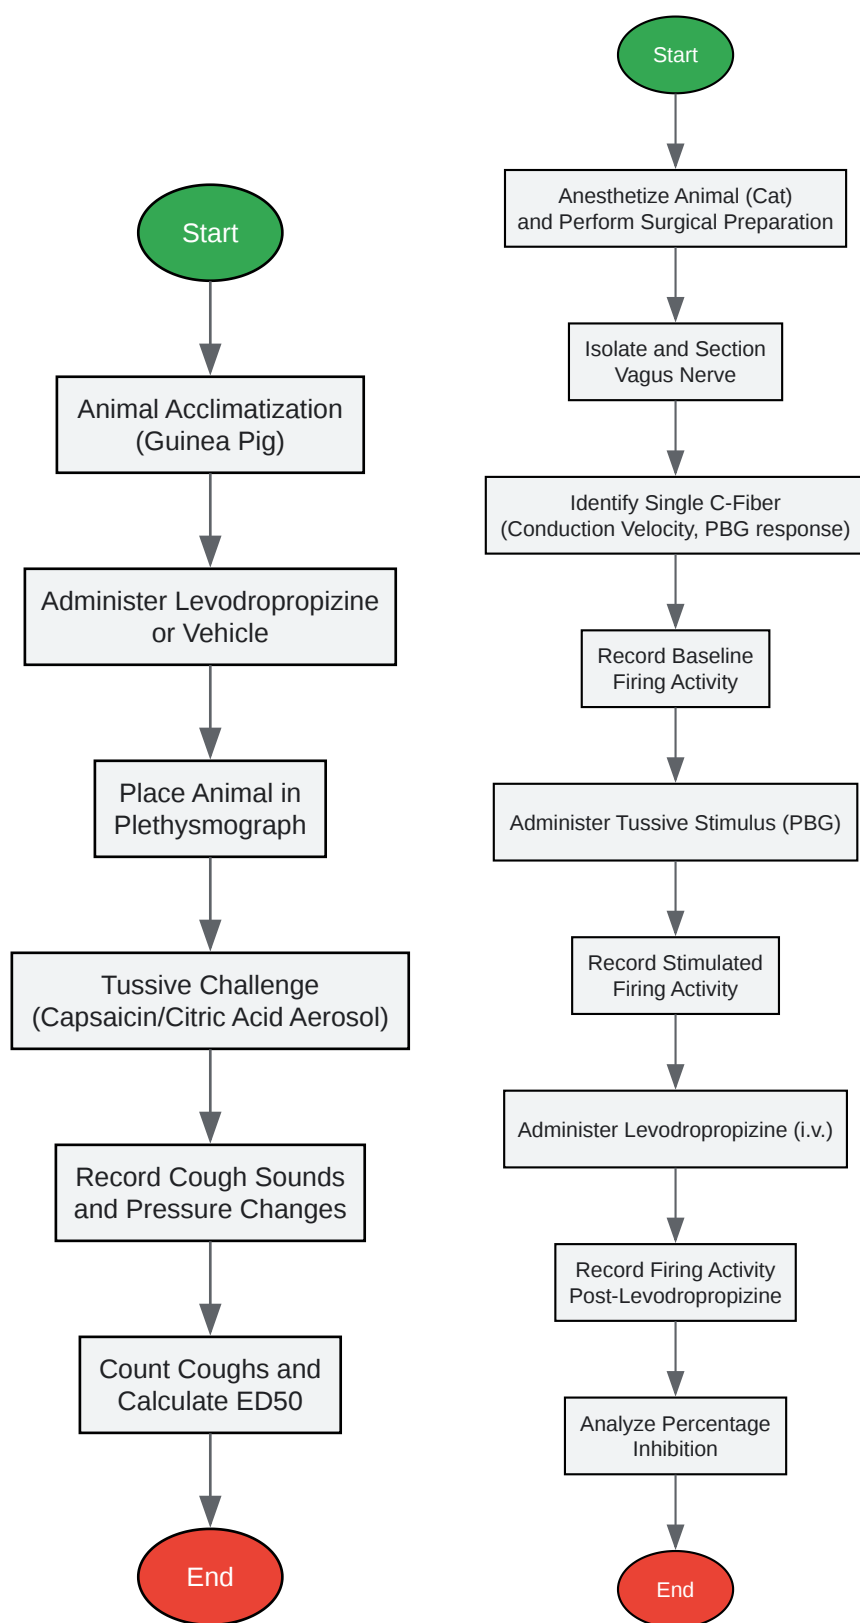 Start
Animal Acclimatization
(Guinea Pig)
Administer Levodropropizine
or Vehicle
Place Animal in
Plethysmograph
Tussive Challenge
(Capsaicin/Citric Acid Aerosol)
Record Cough Sounds
and Pressure Changes
Count Coughs and
Calculate ED50
End
Start
Anesthetize Animal (Cat)
and Perform Surgical Preparation
Isolate and Section
Vagus Nerve
Identify Single C-Fiber
(Conduction Velocity, PBG response)
Record Baseline
Firing Activity
Administer Tussive Stimulus (PBG)
Record Stimulated
Firing Activity
Administer Levodropropizine (i.v.)
Record Firing Activity
Post-Levodropropizine
Analyze Percentage
Inhibition
End